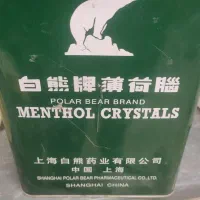 白熊牌薄荷腦
POLAR BEAR BRAND
MENTHOL CRYSTALS
上海白熊药业有限公司
中国 上海
SHANGHAI POLAR BEAR PHARMACEUTICAL CO.,LTD.
SHANGHAI CHINA